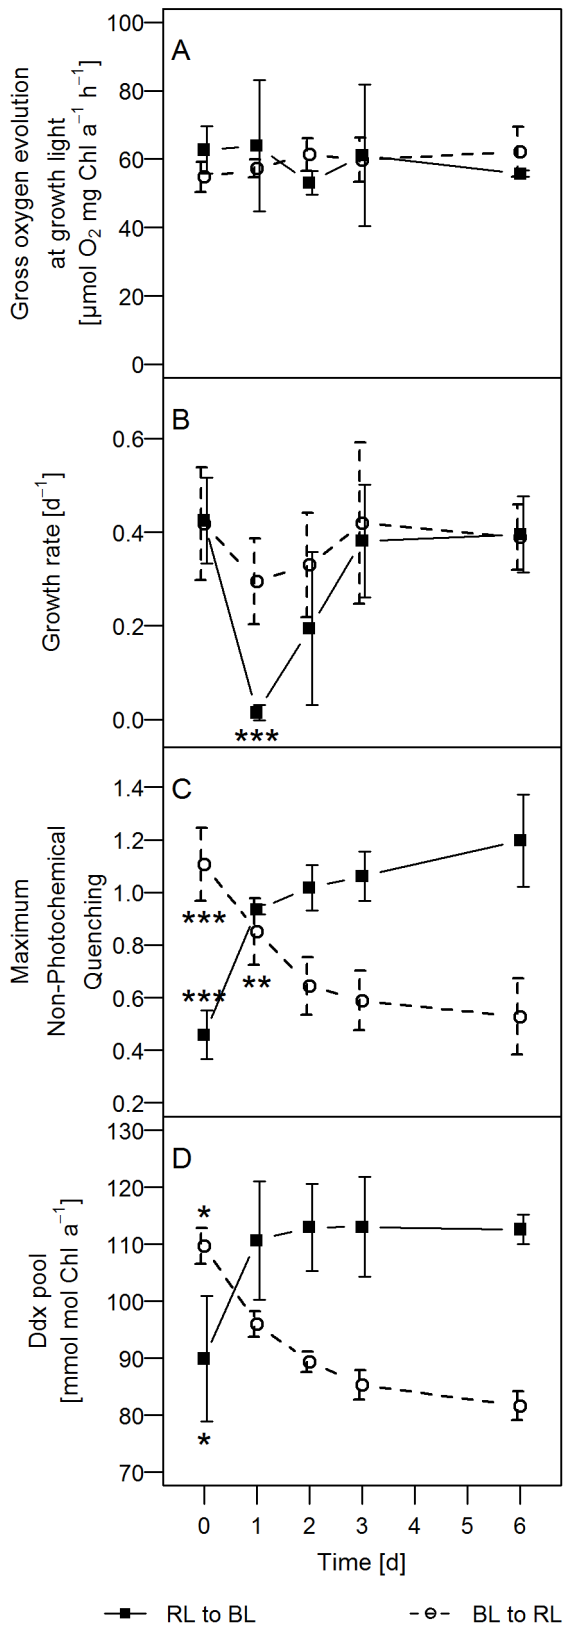 A
Gross oxygen evolution
at growth light
[µmol O₂ mg Chl a⁻¹ h⁻¹]
100
80
60
40
20
0
B
Growth rate [d⁻¹]
0.6
0.4
0.2
0.0
***
C
Maximum
Non-Photochemical
Quenching
1.4
1.2
1.0
0.8
0.6
0.4
0.2
***
***
**
D
Ddx pool
[mmol mol Chl a⁻¹]
130
120
110
100
90
80
70
*
*
0 1 2 3 4 5 6
Time [d]
RL to BL
BL to RL